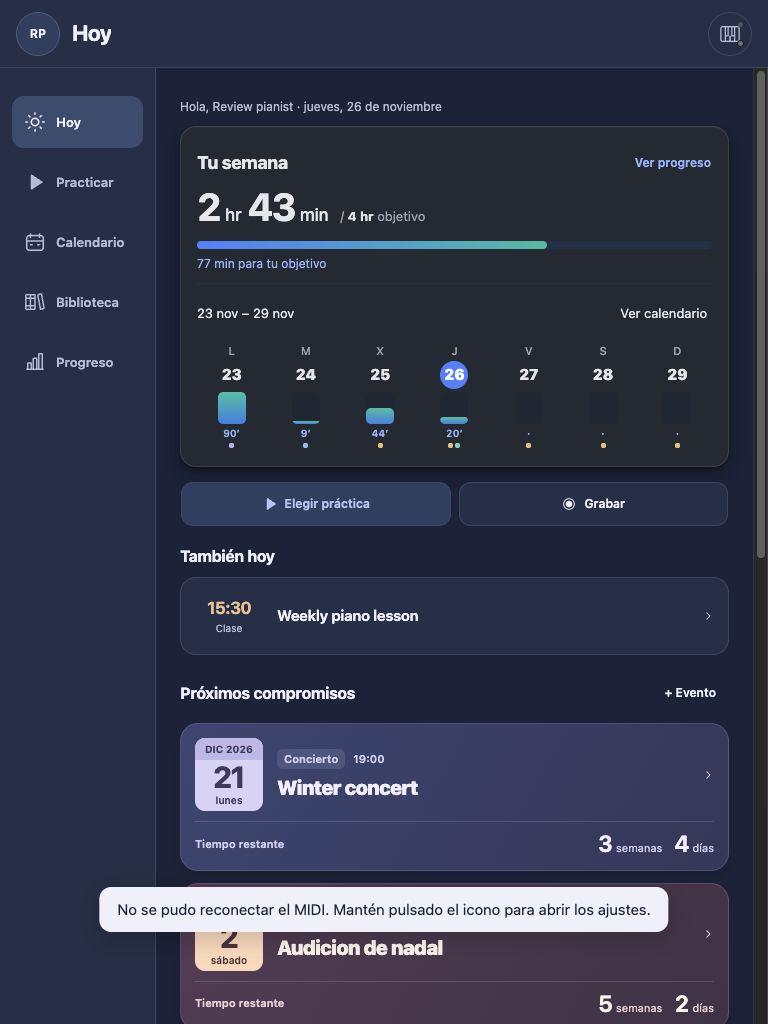 RP
Hoy
Hoy
Practicar
Calendario
Biblioteca
Progreso
Hola, Review pianist · jueves, 26 de noviembre
Tu semana
Ver progreso
2 hr 43 min / 4 hr objetivo
77 min para tu objetivo
23 nov – 29 nov
Ver calendario
L M X J V S D
23 24 25 26 27 28 29
90′ 9′ 44′ 20′ · · ·
Elegir práctica
Grabar
También hoy
15:30
Clase
Weekly piano lesson
Próximos compromisos
+ Evento
DIC 2026
21
lunes
Concierto 19:00
Winter concert
Tiempo restante
3 semanas 4 días
No se pudo reconectar el MIDI. Mantén pulsado el icono para abrir los ajustes.
2
sábado
Audicion de nadal
Tiempo restante
5 semanas 2 días